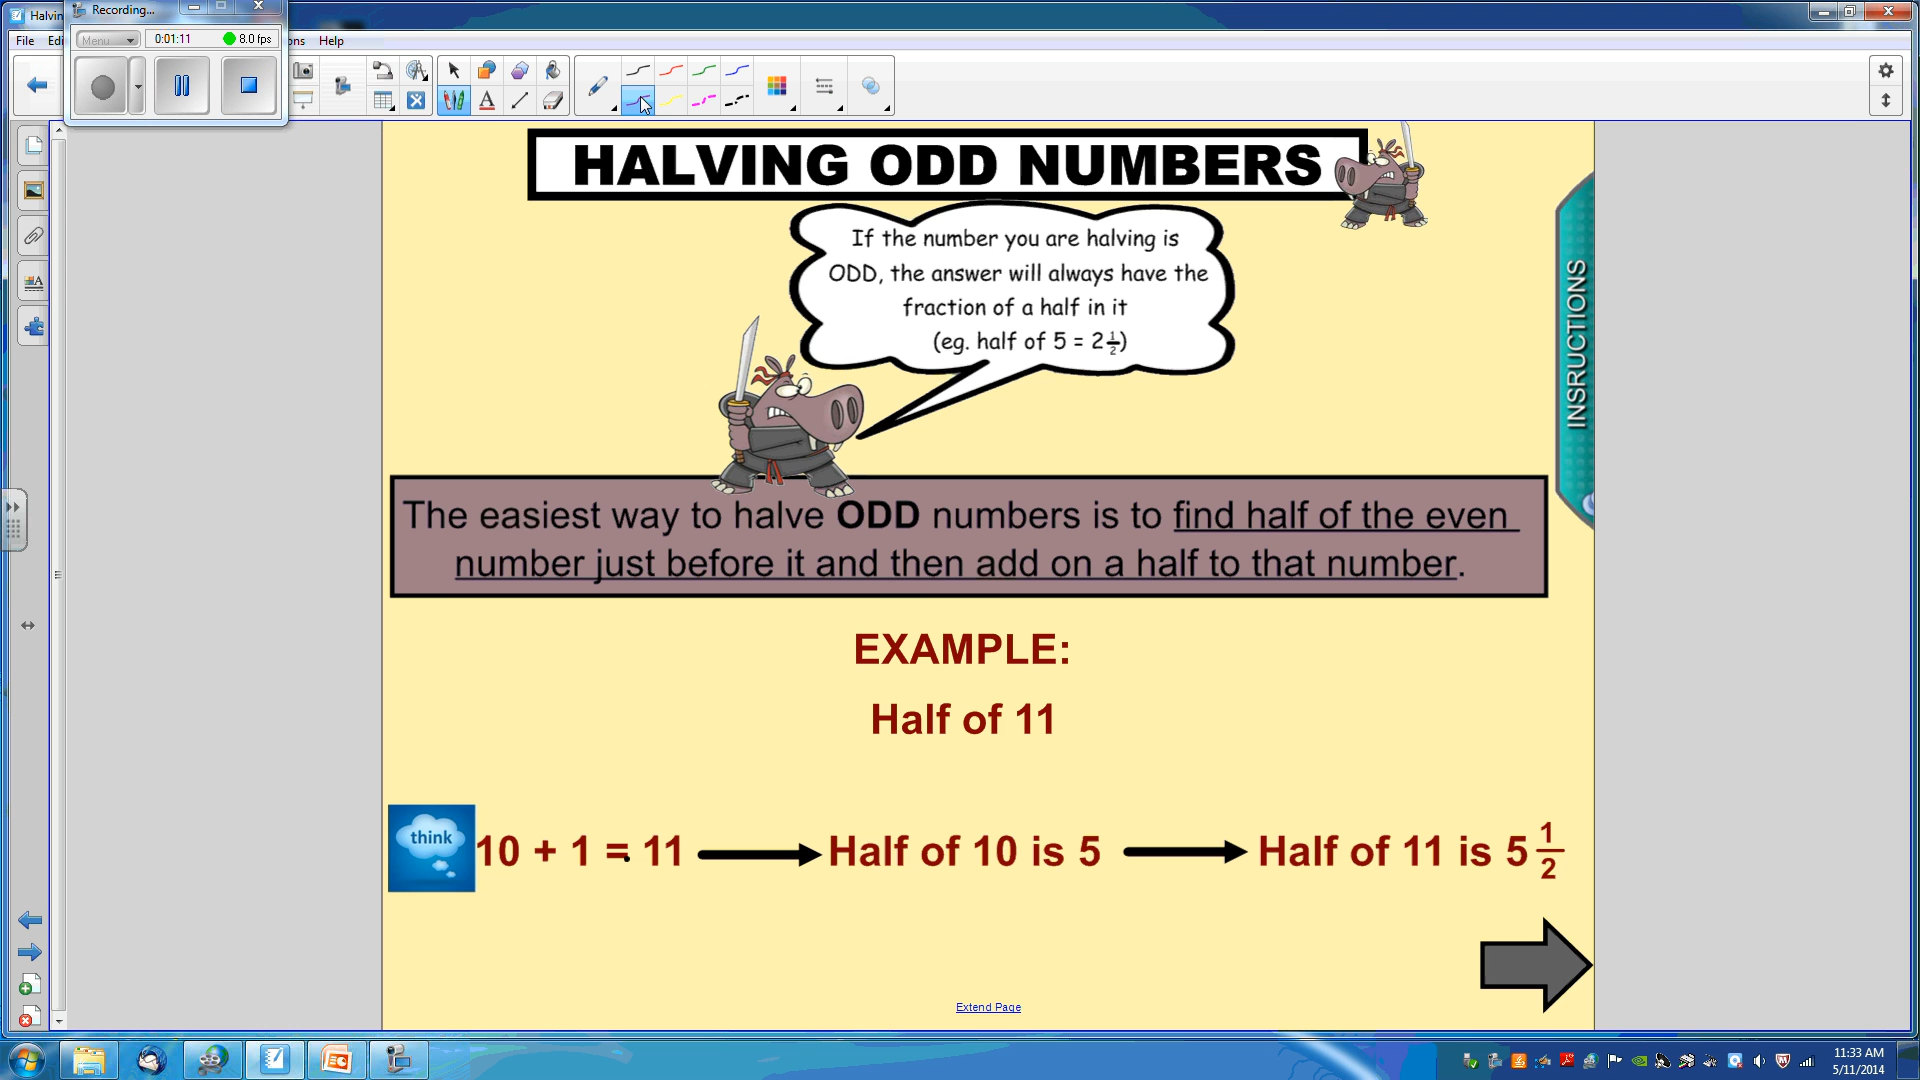 Halvin
Recording...
File Edi
ons Help
Menu
0:01:11
8.0 fps
HALVING ODD NUMBERS
If the number you are halving is
ODD, the answer will always have the
fraction of a half in it
(eg. half of 5 = 2 1/2)
INSRUCTIONS
The easiest way to halve ODD numbers is to find half of the even
number just before it and then add on a half to that number.
EXAMPLE:
Half of 11
think
10 + 1 = 11
Half of 10 is 5
Half of 11 is 5 1/2
Extend Page
11:33 AM
5/11/2014